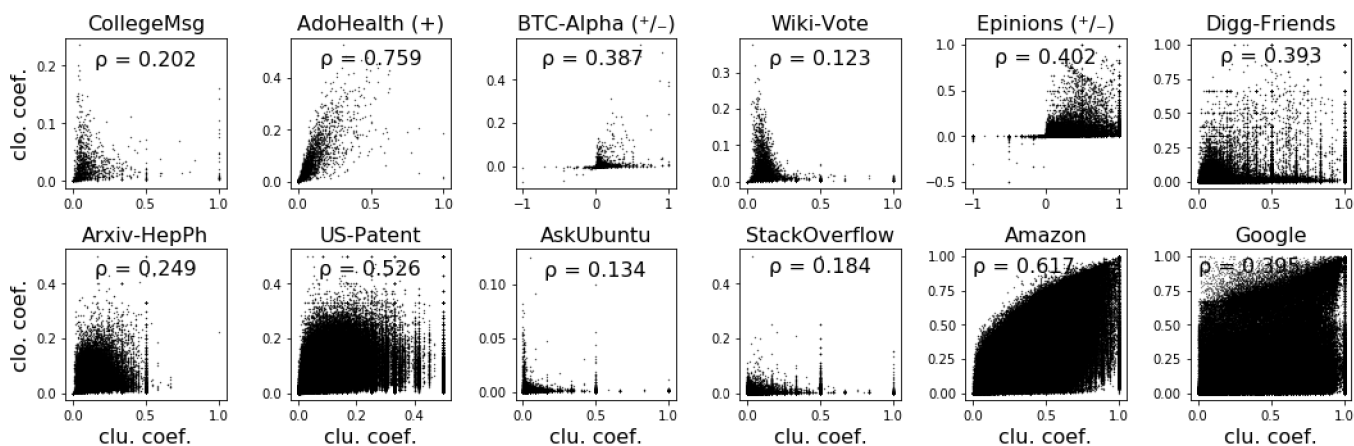 CollegeMsg AdoHealth (+) BTC-Alpha (+/−) Wiki-Vote Epinions (+/−) Digg-Friends
ρ = 0.202 ρ = 0.759 ρ = 0.387 ρ = 0.123 ρ = 0.402 ρ = 0.393
clo. coef.
0.2 0.1 0.0
0.4 0.2 0.0
0.4 0.2 0.0
0.3 0.2 0.1 0.0
1.0 0.5 0.0 −0.5
1.00 0.75 0.50 0.25 0.00
0.0 0.5 1.0 0.0 0.5 1.0 −1 0 1 0.0 0.5 1.0 −1 0 1 0.0 0.5 1.0
Arxiv-HepPh US-Patent AskUbuntu StackOverflow Amazon Google
ρ = 0.249 ρ = 0.526 ρ = 0.134 ρ = 0.184 ρ = 0.617 ρ = 0.395
clo. coef.
0.5 0.4 0.3 0.2 0.1 0.0
0.5 0.4 0.3 0.2 0.1 0.0
0.10 0.05 0.00
0.4 0.2 0.0
1.00 0.75 0.50 0.25 0.00
1.00 0.75 0.50 0.25 0.00
0.0 0.5 1.0 0.0 0.2 0.4 0.0 0.5 1.0 0.0 0.5 1.0 0.0 0.5 1.0 0.0 0.5 1.0
clu. coef. clu. coef. clu. coef. clu. coef. clu. coef. clu. coef.